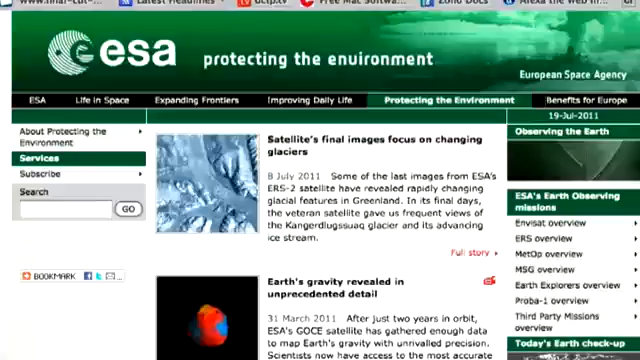 Latest Headlines
dctp.tv
Free Mac Softwar...
Zoho Docs
Alexa the Web In...
esa
protecting the environment
European Space Agency
ESA
Life in Space
Expanding Frontiers
Improving Daily Life
Protecting the Environment
Benefits for Europe
19-Jul-2011
About Protecting the
Environment
Services
Subscribe
Search
GO
BOOKMARK
Satellite's final images focus on changing
glaciers
8 July 2011 Some of the last images from ESA's
ERS-2 satellite have revealed rapidly changing
glacial features in Greenland. In its final days,
the veteran satellite gave us frequent views of
the Kangerdlugssuaq glacier and its advancing
ice stream.
Full story
Earth's gravity revealed in
unprecedented detail
31 March 2011 After just two years in orbit,
ESA's GOCE satellite has gathered enough data
to map Earth's gravity with unrivalled precision.
Scientists now have access to the most accurate
Observing the Earth
ESA's Earth Observing
missions
Envisat overview
ERS overview
MetOp overview
MSG overview
Earth Explorers overview
Proba-1 overview
Third Party Missions
overview
Today's Earth check-up